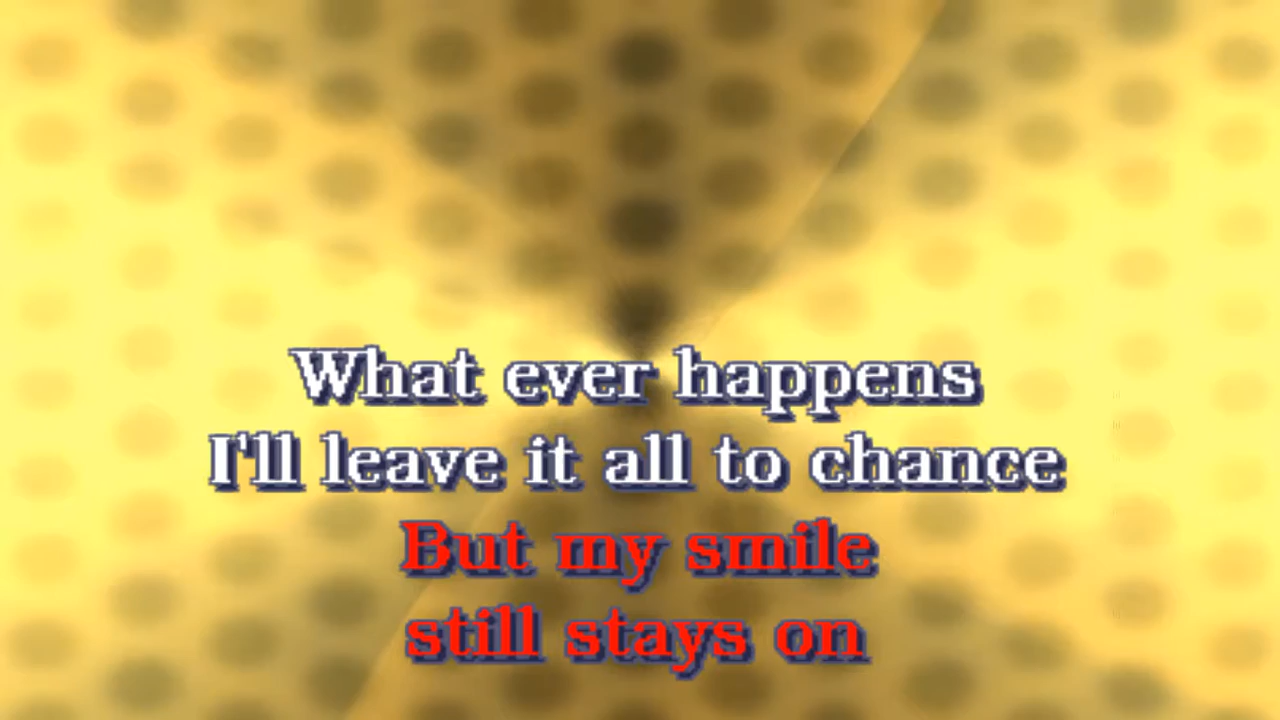 What ever happens
I'll leave it all to chance
But my smile
still stays on